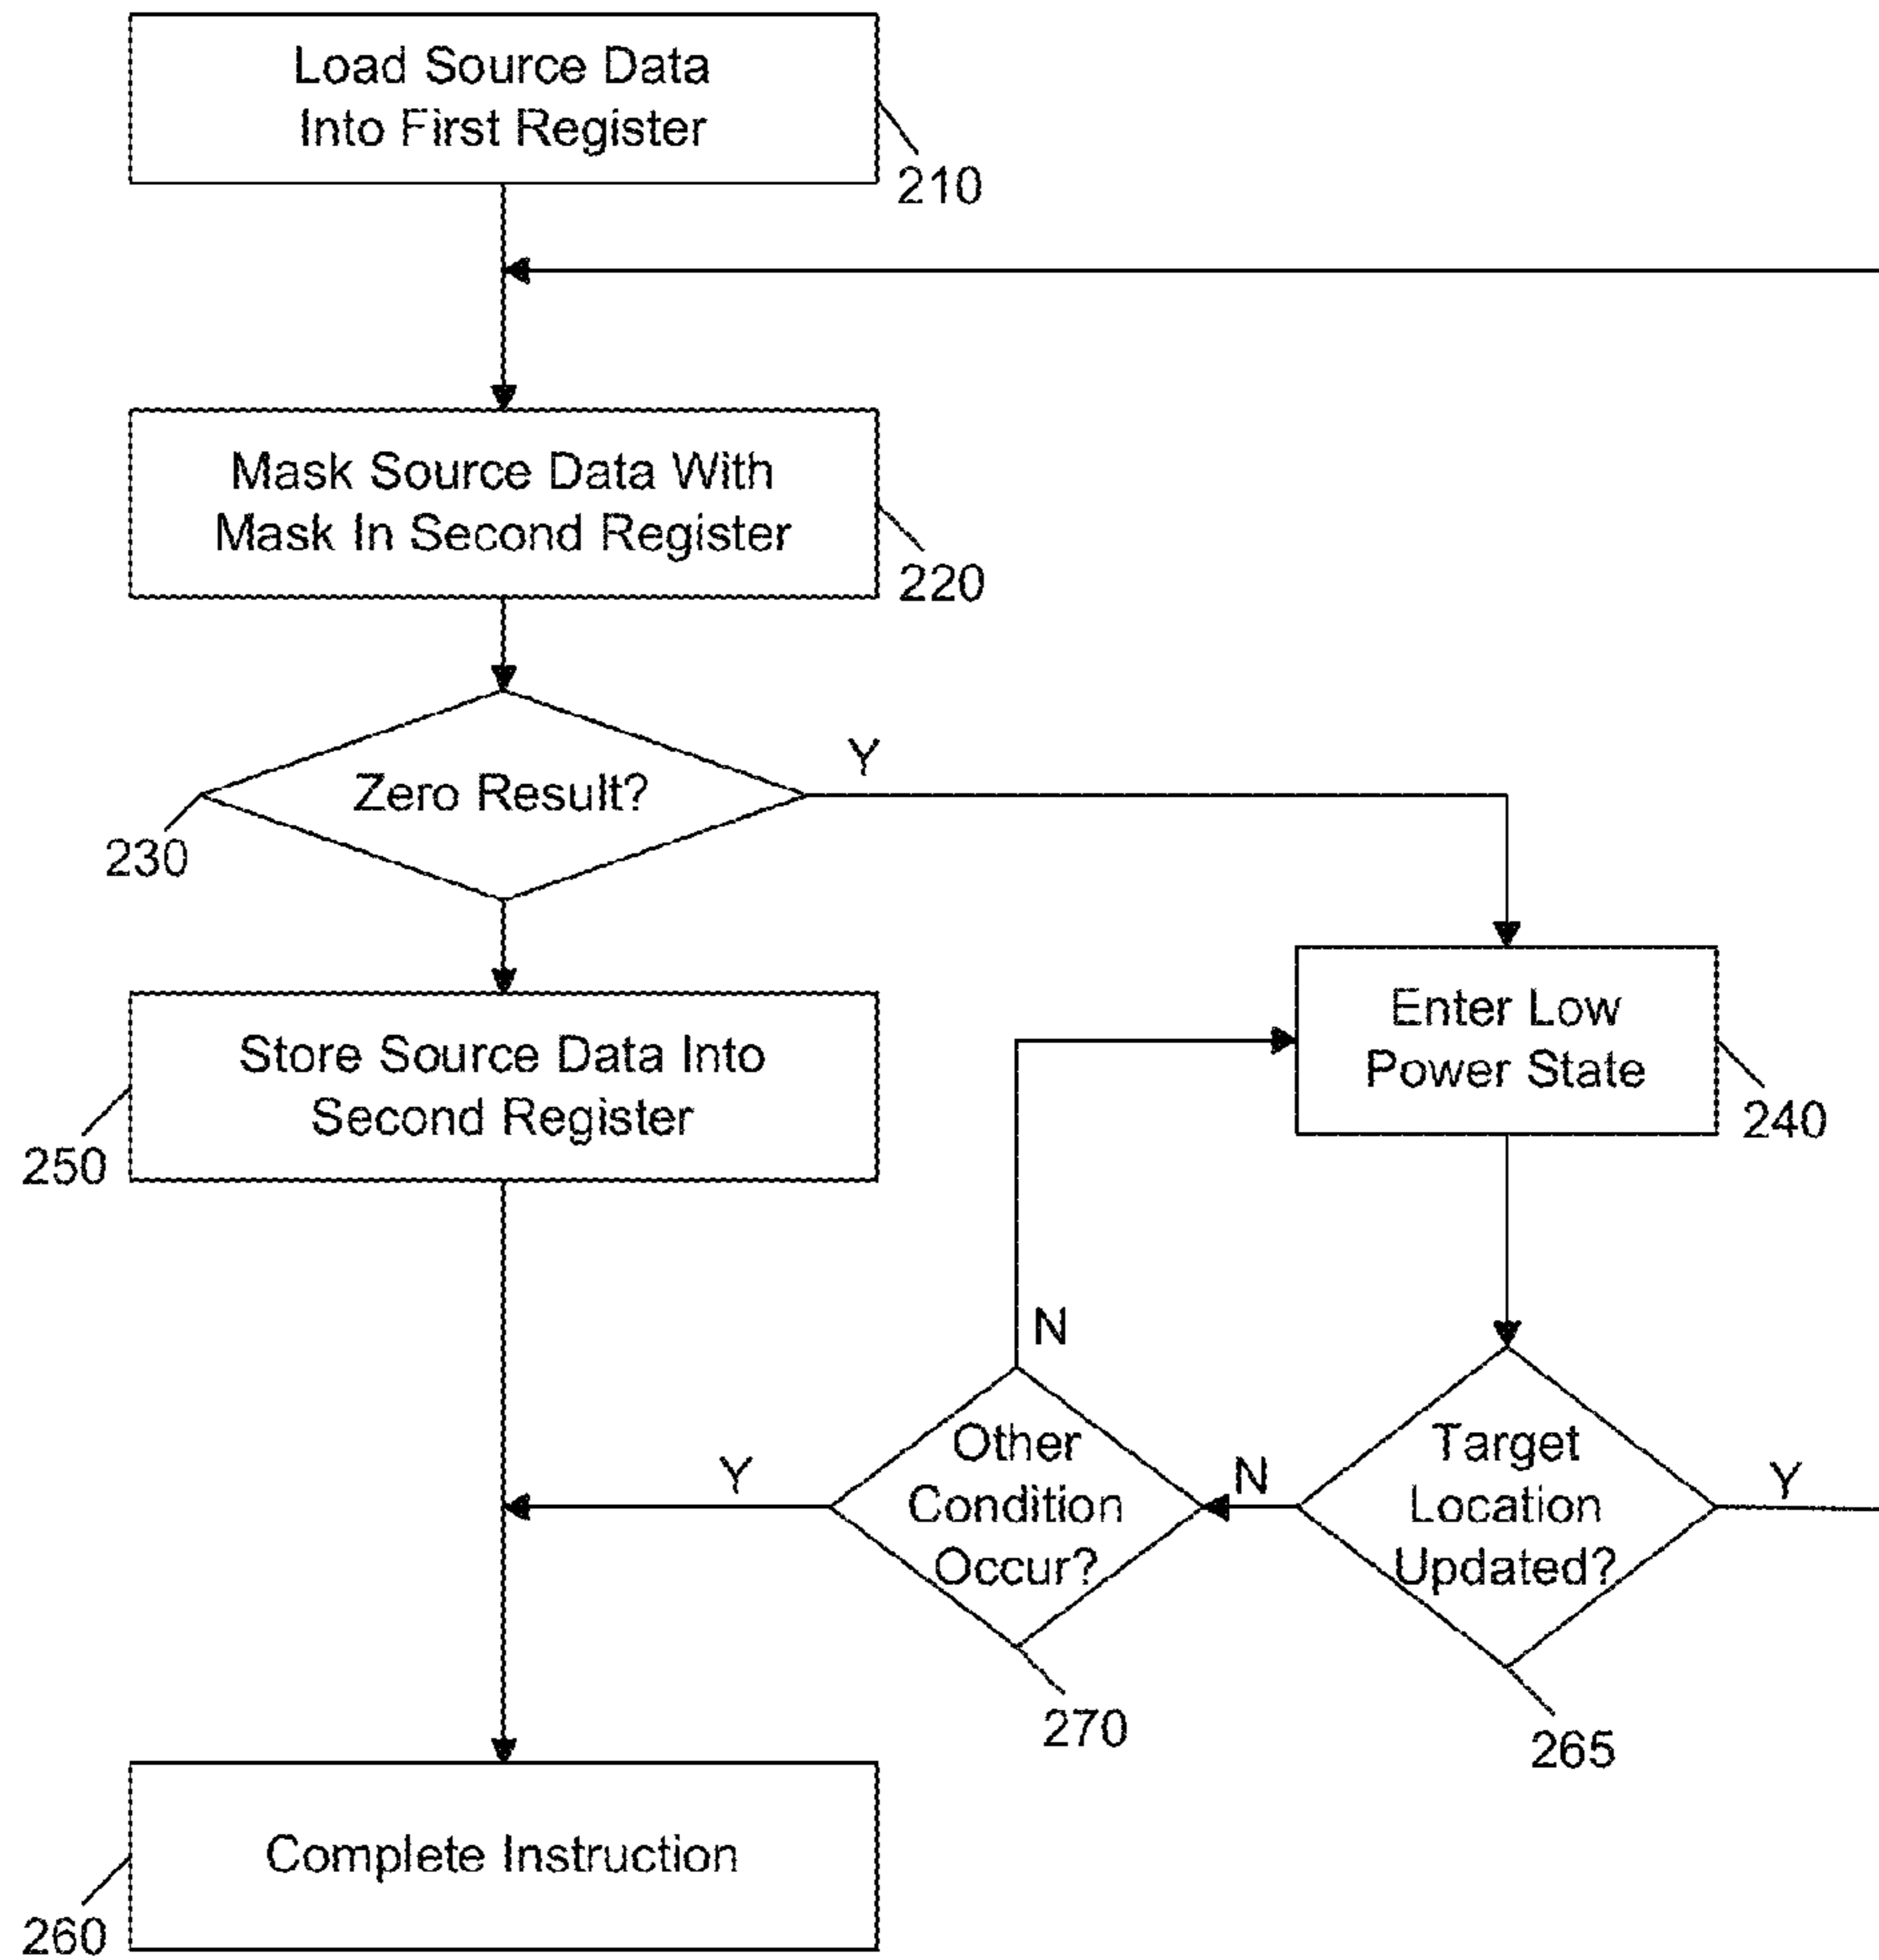 Load Source Data
Into First Register
210
Mask Source Data With
Mask In Second Register
220
Zero Result?
Y
230
Store Source Data Into
Second Register
250
Enter Low
Power State
240
N
Other
Condition
Occur?
Y
N
Target
Location
Updated?
Y
270
265
Complete Instruction
260